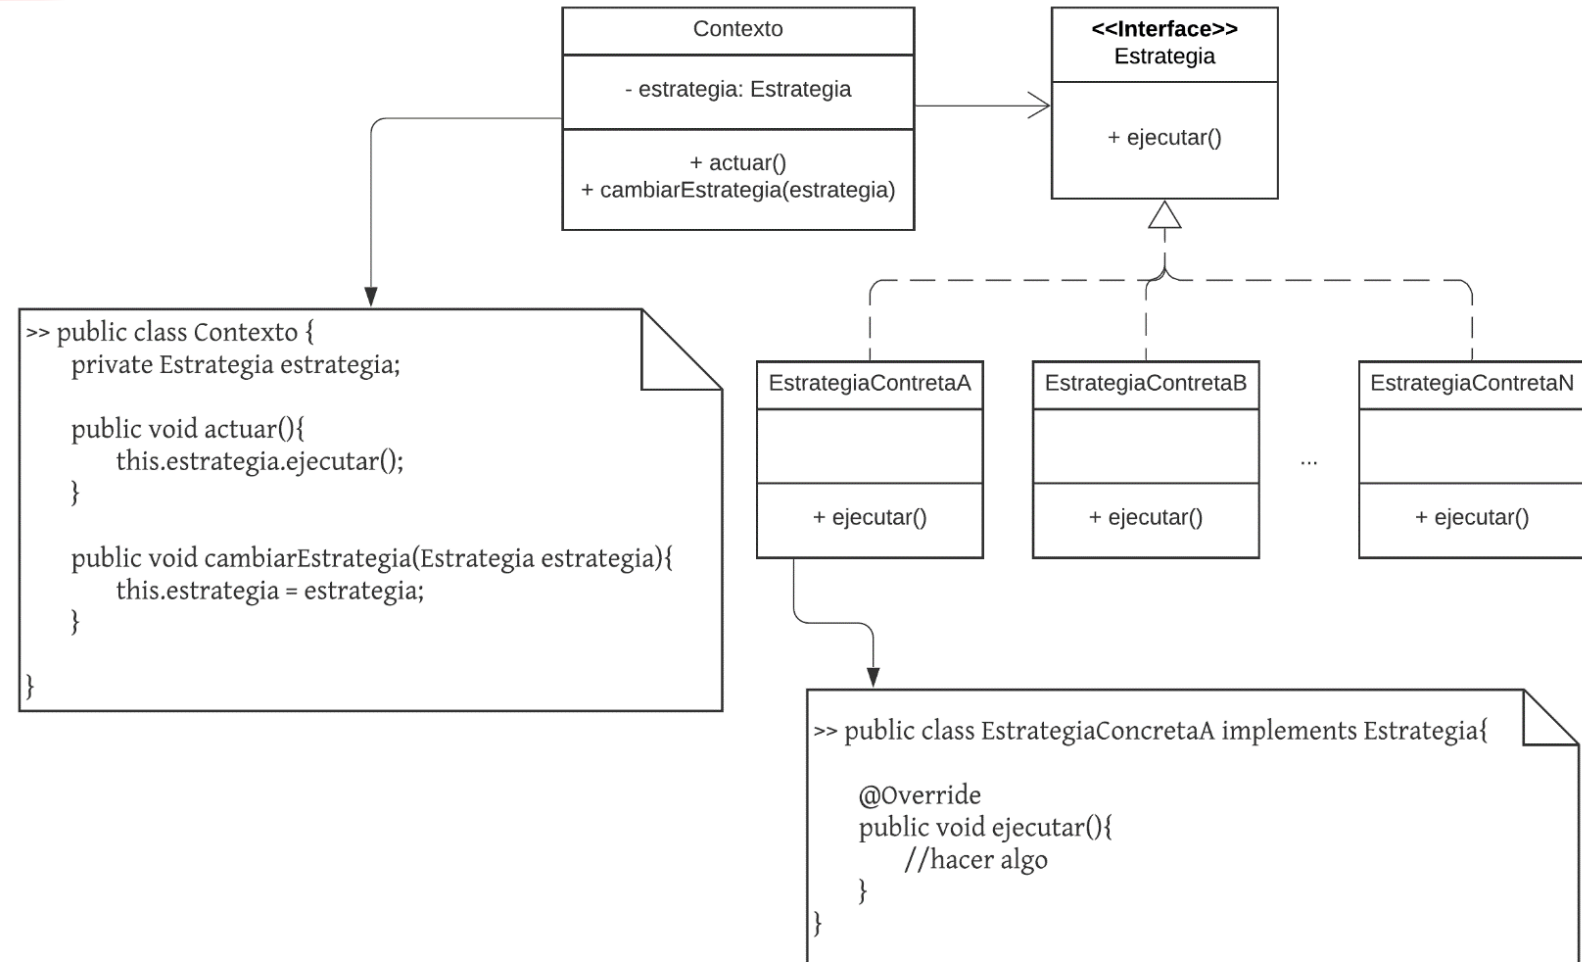 Contexto
- estrategia: Estrategia
+ actuar()
+ cambiarEstrategia(estrategia)
<<Interface>>
Estrategia
+ ejecutar()
>> public class Contexto {
private Estrategia estrategia;
public void actuar(){
this.estrategia.ejecutar();
}
public void cambiarEstrategia(Estrategia estrategia){
this.estrategia = estrategia;
}
}
EstrategiaContretaA
+ ejecutar()
EstrategiaContretaB
+ ejecutar()
...
EstrategiaContretaN
+ ejecutar()
>> public class EstrategiaConcretaA implements Estrategia{
@Override
public void ejecutar(){
//hacer algo
}
}